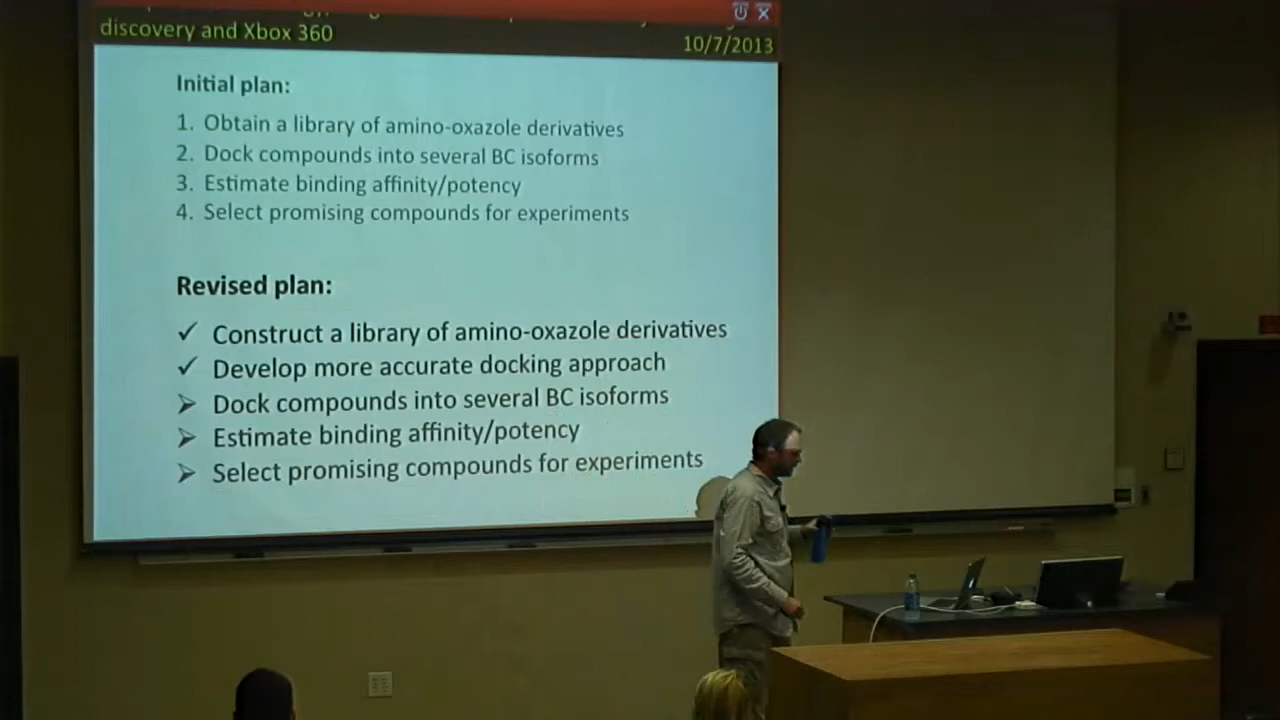 discovery and Xbox 360
10/7/2013
Initial plan:
1. Obtain a library of amino-oxazole derivatives
2. Dock compounds into several BC isoforms
3. Estimate binding affinity/potency
4. Select promising compounds for experiments
Revised plan:
✓ Construct a library of amino-oxazole derivatives
✓ Develop more accurate docking approach
➢ Dock compounds into several BC isoforms
➢ Estimate binding affinity/potency
➢ Select promising compounds for experiments